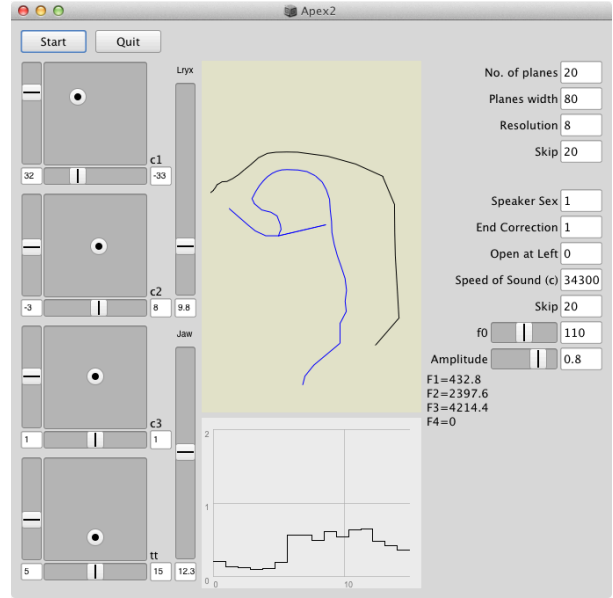 Apex2
Start Quit
c1
32 -33
c2
-3 8
c3
1 1
tt
5 15
Lryx
9.8
Jaw
12.3
2
1
0
0 10
No. of planes 20
Planes width 80
Resolution 8
Skip 20
Speaker Sex 1
End Correction 1
Open at Left 0
Speed of Sound (c) 34300
Skip 20
f0 110
Amplitude 0.8
F1=432.8
F2=2397.6
F3=4214.4
F4=0